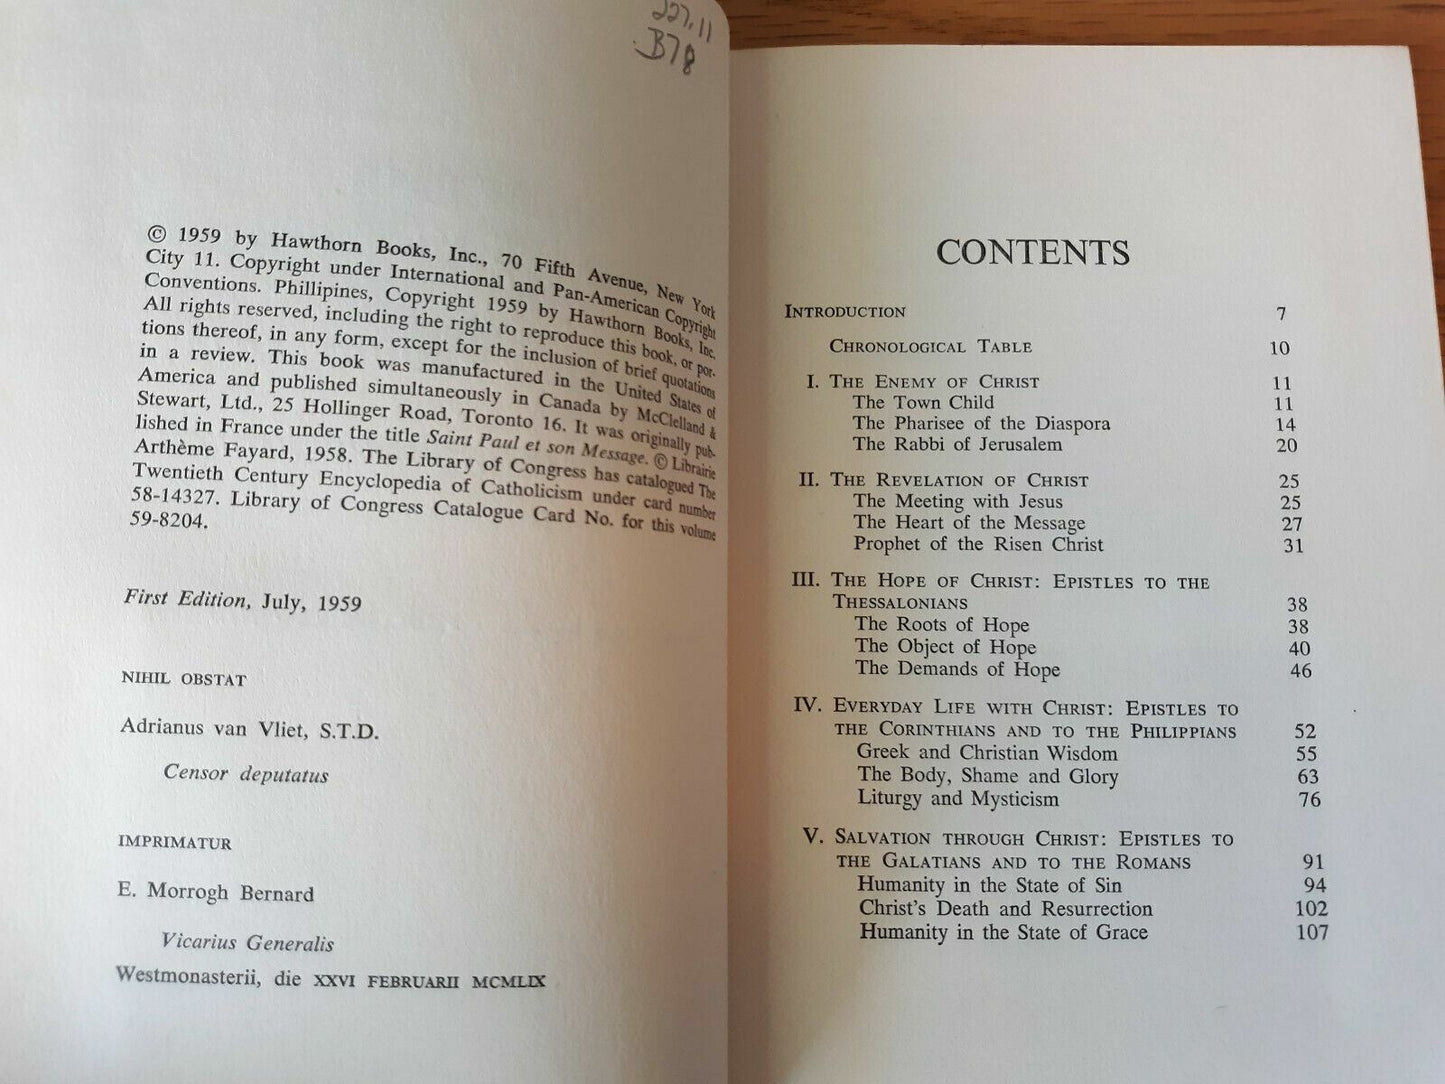 227.11
B78
© 1959 by Hawthorn Books, Inc., 70 Fifth Avenue, New York
City 11. Copyright under International and Pan-American Copyright
Conventions. Phillipines, Copyright 1959 by Hawthorn Books, Inc.
All rights reserved, including the right to reproduce this book, or por-
tions thereof, in any form, except for the inclusion of brief quotations
in a review. This book was manufactured in the United States of
America and published simultaneously in Canada by McClelland &
Stewart, Ltd., 25 Hollinger Road, Toronto 16. It was originally pub-
lished in France under the title Saint Paul et son Message. © Librairie
Arthème Fayard, 1958. The Library of Congress has catalogued The
Twentieth Century Encyclopedia of Catholicism under card number
58-14327. Library of Congress Catalogue Card No. for this volume
59-8204.
First Edition, July, 1959
NIHIL OBSTAT
Adrianus van Vliet, S.T.D.
Censor deputatus
IMPRIMATUR
E. Morrogh Bernard
Vicarius Generalis
Westmonasterii, die XXVI FEBRUARII MCMLIX
CONTENTS
INTRODUCTION 7
CHRONOLOGICAL TABLE 10
I. THE ENEMY OF CHRIST 11
The Town Child 11
The Pharisee of the Diaspora 14
The Rabbi of Jerusalem 20
II. THE REVELATION OF CHRIST 25
The Meeting with Jesus 25
The Heart of the Message 27
Prophet of the Risen Christ 31
III. THE HOPE OF CHRIST: EPISTLES TO THE
THESSALONIANS 38
The Roots of Hope 38
The Object of Hope 40
The Demands of Hope 46
IV. EVERYDAY LIFE WITH CHRIST: EPISTLES TO
THE CORINTHIANS AND TO THE PHILIPPIANS 52
Greek and Christian Wisdom 55
The Body, Shame and Glory 63
Liturgy and Mysticism 76
V. SALVATION THROUGH CHRIST: EPISTLES TO
THE GALATIANS AND TO THE ROMANS 91
Humanity in the State of Sin 94
Christ's Death and Resurrection 102
Humanity in the State of Grace 107